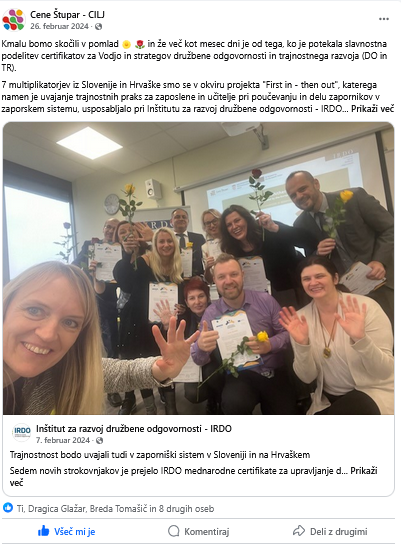 Cene Štupar - CILJ
26. februar 2024 ·
Kmalu bomo skočili v pomlad 🌼 🌹 in že več kot mesec dni je od tega, ko je potekala slavnostna
podelitev certifikatov za Vodjo in strategov družbene odgovornosti in trajnostnega razvoja (DO in
TR).
7 multiplikatorjev iz Slovenije in Hrvaške smo se v okviru projekta "First in - then out", katerega
namen je uvajanje trajnostnih praks za zaposlene in učitelje pri poučevanju in delu zapornikov v
zaporskem sistemu, usposabljalo pri Inštitutu za razvoj družbene odgovornosti - IRDO... Prikaži več
IRDO
Inštitut za razvoj družbene odgovornosti - IRDO
7. februar 2024 ·
Trajnostnost bodo uvajali tudi v zaporniški sistem v Sloveniji in na Hrvaškem
Sedem novih strokovnjakov je prejelo IRDO mednarodne certifikate za upravljanje d... Prikaži
več
Ti, Dragica Glažar, Breda Tomašič in 8 drugih oseb
Všeč mi je
Komentiraj
Deli z drugimi